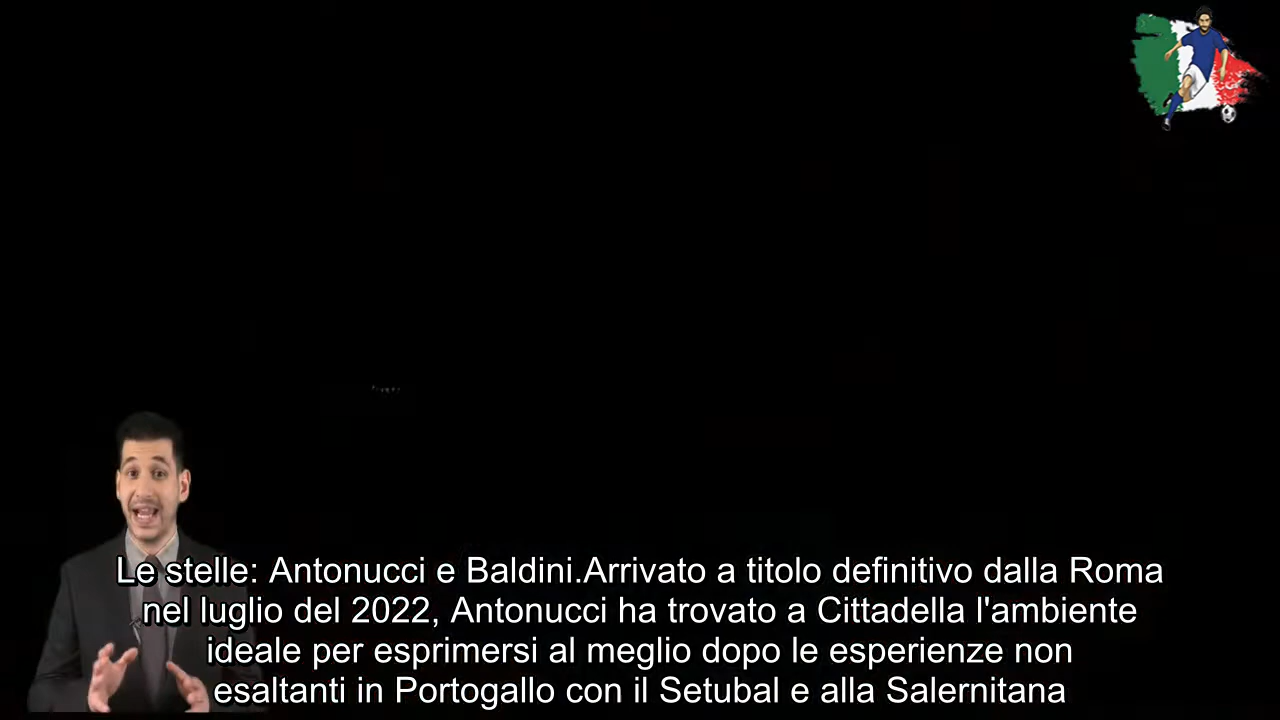 Le stelle: Antonucci e Baldini.Arrivato a titolo definitivo dalla Roma
nel luglio del 2022, Antonucci ha trovato a Cittadella l'ambiente
ideale per esprimersi al meglio dopo le esperienze non
esaltanti in Portogallo con il Setubal e alla Salernitana